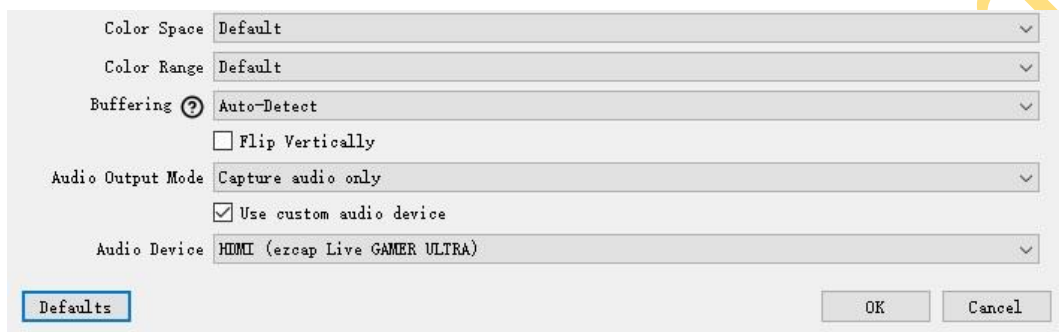 Color Space Default
Color Range Default
Buffering ? Auto-Detect
Flip Vertically
Audio Output Mode Capture audio only
Use custom audio device
Audio Device HDMI (ezcap Live GAMER ULTRA)
Defaults OK Cancel